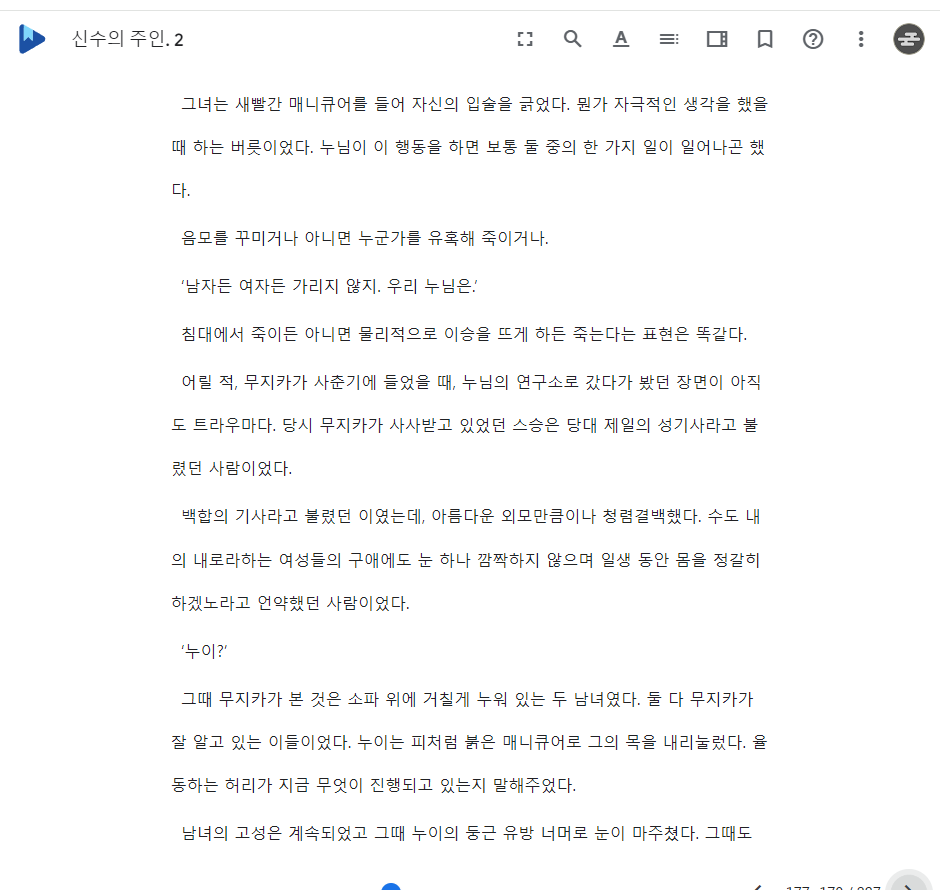 신수의 주인. 2
그녀는 새빨간 매니큐어를 들어 자신의 입술을 긁었다. 뭔가 자극적인 생각을 했을
때 하는 버릇이었다. 누님이 이 행동을 하면 보통 둘 중의 한 가지 일이 일어나곤 했
다.
음모를 꾸미거나 아니면 누군가를 유혹해 죽이거나.
'남자든 여자든 가리지 않지. 우리 누님은.'
침대에서 죽이든 아니면 물리적으로 이승을 뜨게 하든 죽는다는 표현은 똑같다.
어릴 적, 무지카가 사춘기에 들었을 때, 누님의 연구소로 갔다가 봤던 장면이 아직
도 트라우마다. 당시 무지카가 사사받고 있었던 스승은 당대 제일의 성기사라고 불
렸던 사람이었다.
백합의 기사라고 불렸던 이였는데, 아름다운 외모만큼이나 청렴결백했다. 수도 내
의 내로라하는 여성들의 구애에도 눈 하나 깜짝하지 않으며 일생 동안 몸을 정갈히
하겠노라고 언약했던 사람이었다.
'누이?'
그때 무지카가 본 것은 소파 위에 거칠게 누워 있는 두 남녀였다. 둘 다 무지카가
잘 알고 있는 이들이었다. 누이는 피처럼 붉은 매니큐어로 그의 목을 내리눌렀다. 율
동하는 허리가 지금 무엇이 진행되고 있는지 말해주었다.
남녀의 고성은 계속되었고 그때 누이의 둥근 유방 너머로 눈이 마주쳤다. 그때도